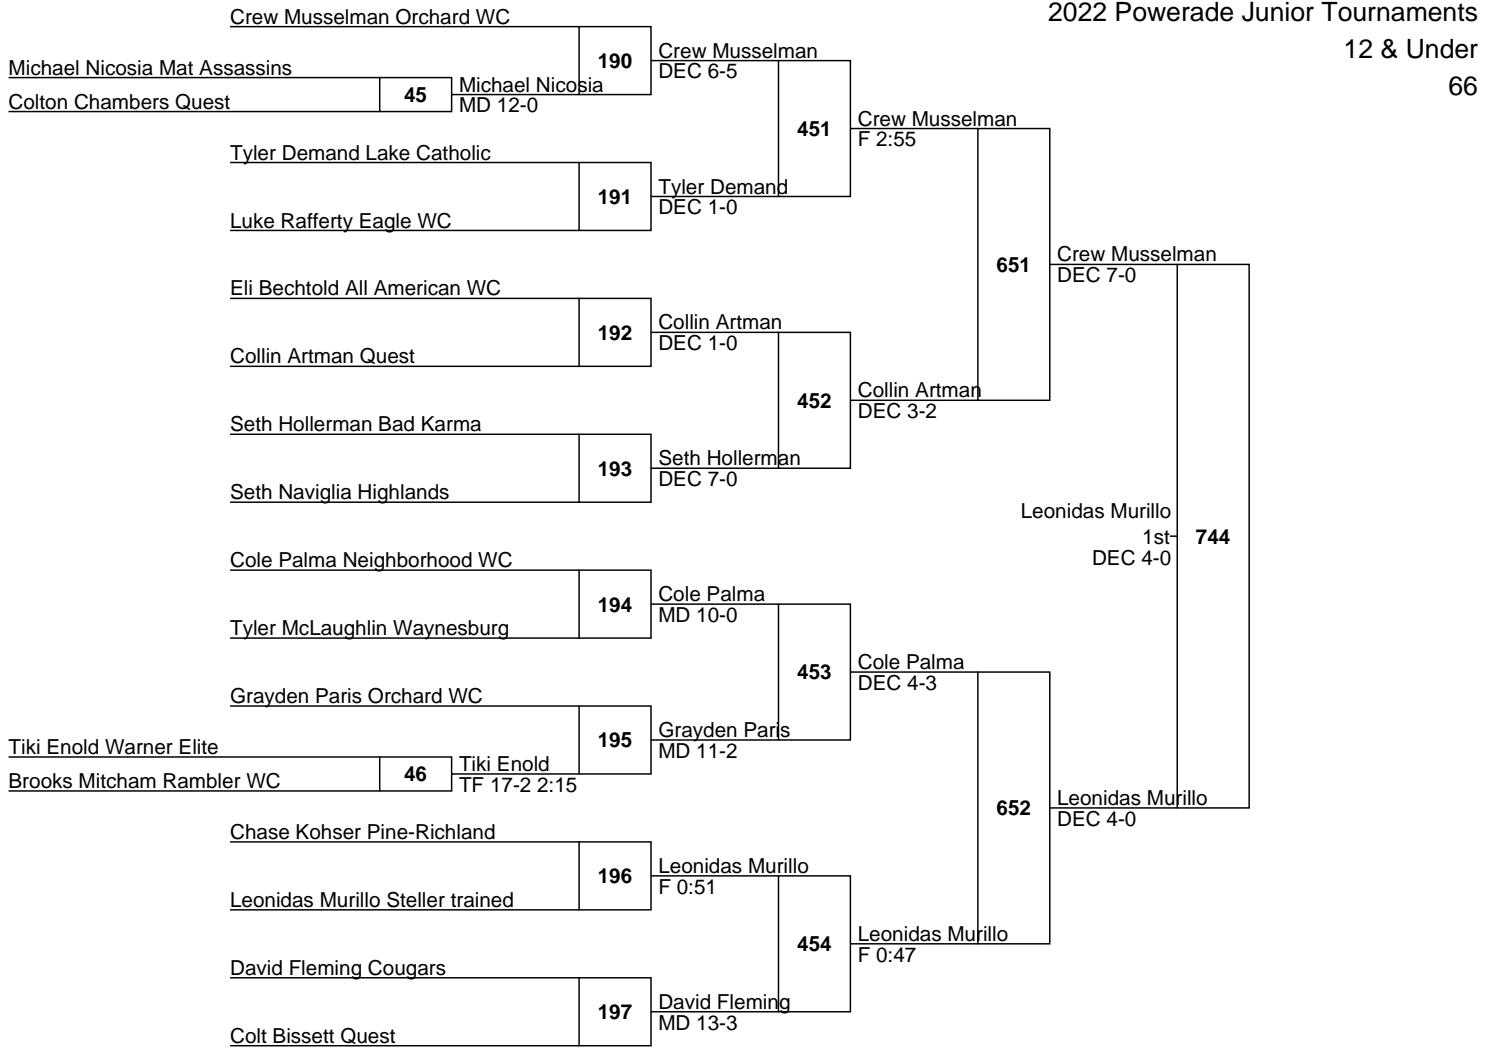 2022 Powerade Junior Tournaments
12 & Under
66
Crew Musselman Orchard WC
190
Crew Musselman
DEC 6-5
Michael Nicosia Mat Assassins
Colton Chambers Quest
45
Michael Nicosia
MD 12-0
451
Crew Musselman
F 2:55
Tyler Demand Lake Catholic
191
Tyler Demand
DEC 1-0
Luke Rafferty Eagle WC
651
Crew Musselman
DEC 7-0
Eli Bechtold All American WC
192
Collin Artman
DEC 1-0
Collin Artman Quest
452
Collin Artman
DEC 3-2
Seth Hollerman Bad Karma
193
Seth Hollerman
DEC 7-0
Seth Naviglia Highlands
Leonidas Murillo
1st
DEC 4-0
744
Cole Palma Neighborhood WC
194
Cole Palma
MD 10-0
Tyler McLaughlin Waynesburg
453
Cole Palma
DEC 4-3
Grayden Paris Orchard WC
195
Grayden Paris
MD 11-2
Tiki Enold Warner Elite
Brooks Mitcham Rambler WC
46
Tiki Enold
TF 17-2 2:15
652
Leonidas Murillo
DEC 4-0
Chase Kohser Pine-Richland
196
Leonidas Murillo
F 0:51
Leonidas Murillo Steller trained
454
Leonidas Murillo
F 0:47
David Fleming Cougars
197
David Fleming
MD 13-3
Colt Bissett Quest